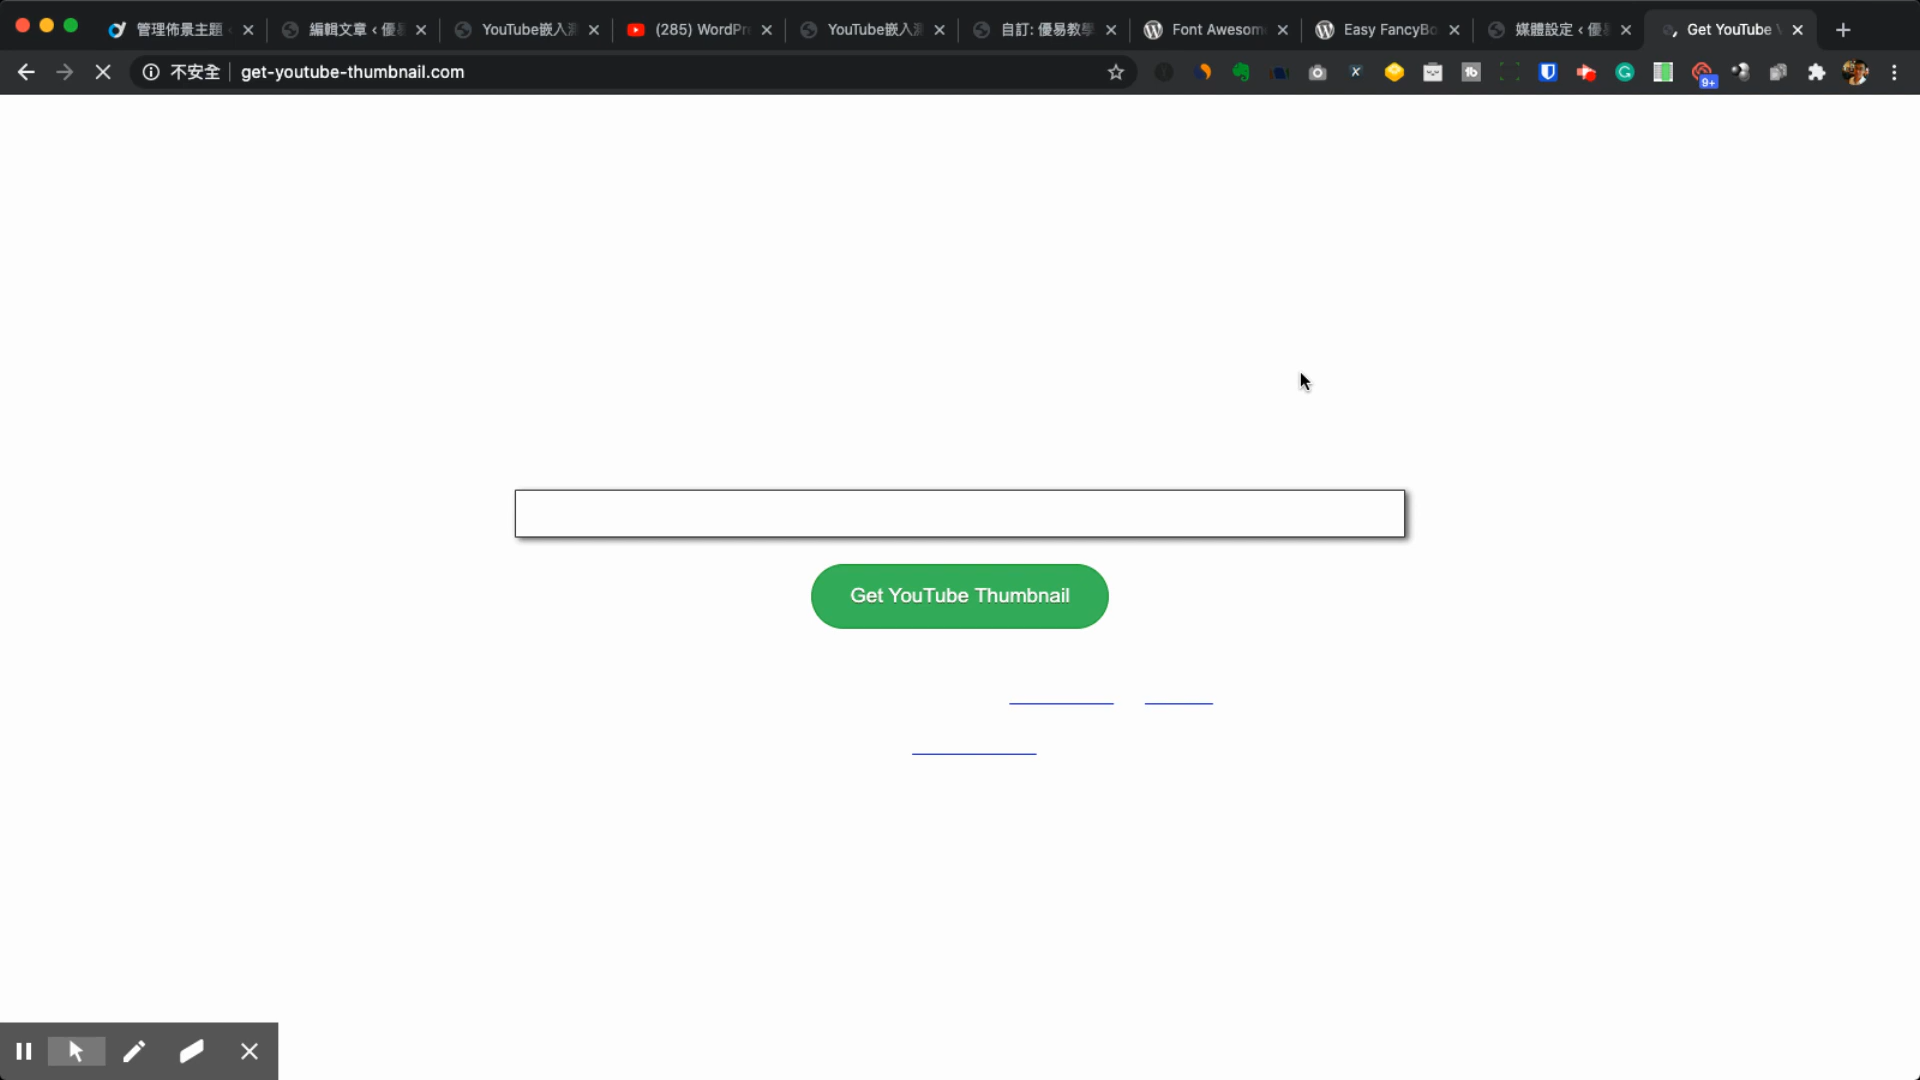 管理佈景主題
編輯文章 ‹ 優
YouTube嵌入
(285) WordPr
YouTube嵌入
自訂: 優易教學
Font Awesom
Easy FancyBo
媒體設定 ‹ 優
Get YouTube
不安全
get-youtube-thumbnail.com
9+
Get YouTube Thumbnail